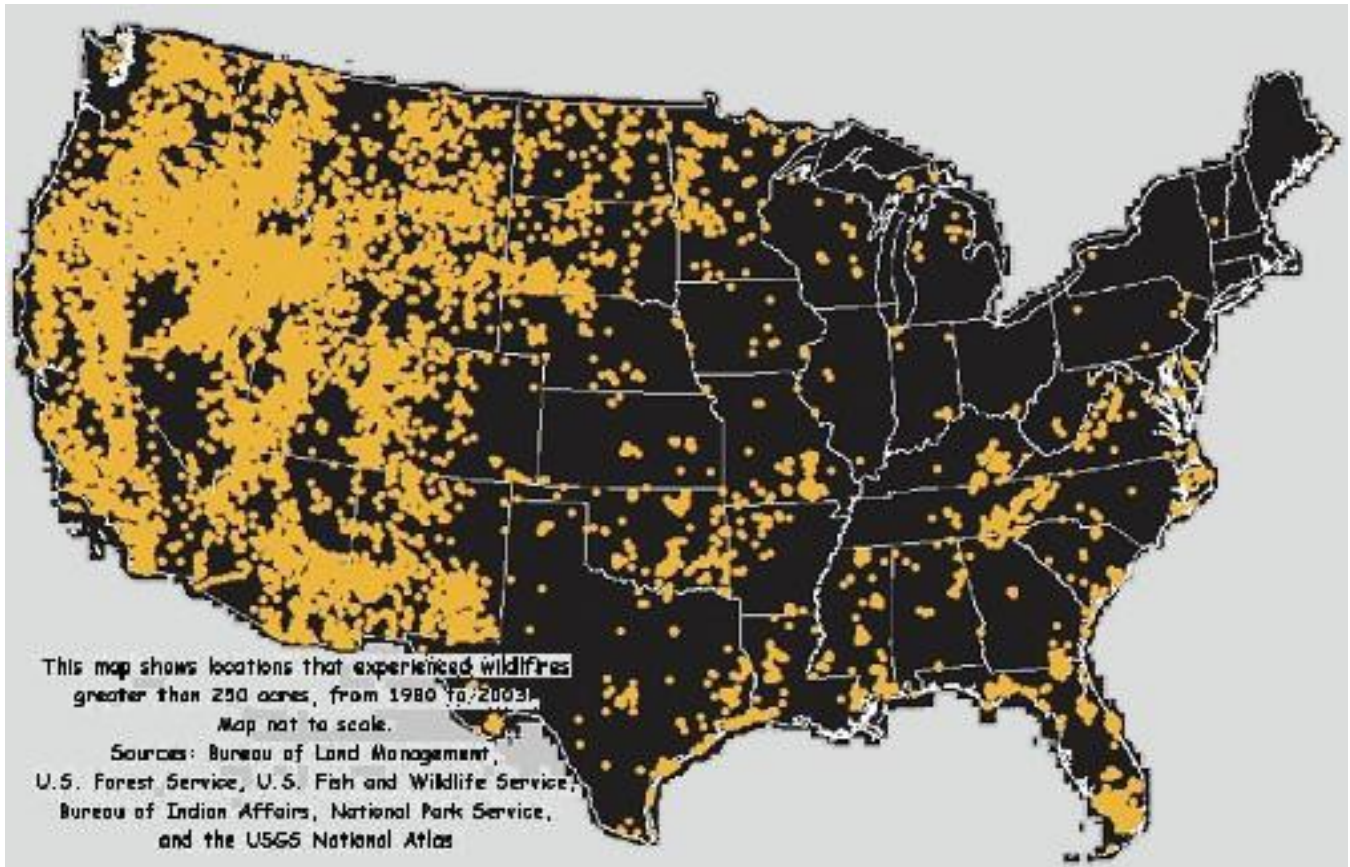 This map shows locations that experienced wildfires
greater than 250 acres, from 1980 to 2003.
Map not to scale.
Sources: Bureau of Land Management,
U.S. Forest Service, U.S. Fish and Wildlife Service,
Bureau of Indian Affairs, National Park Service,
and the USGS National Atlas